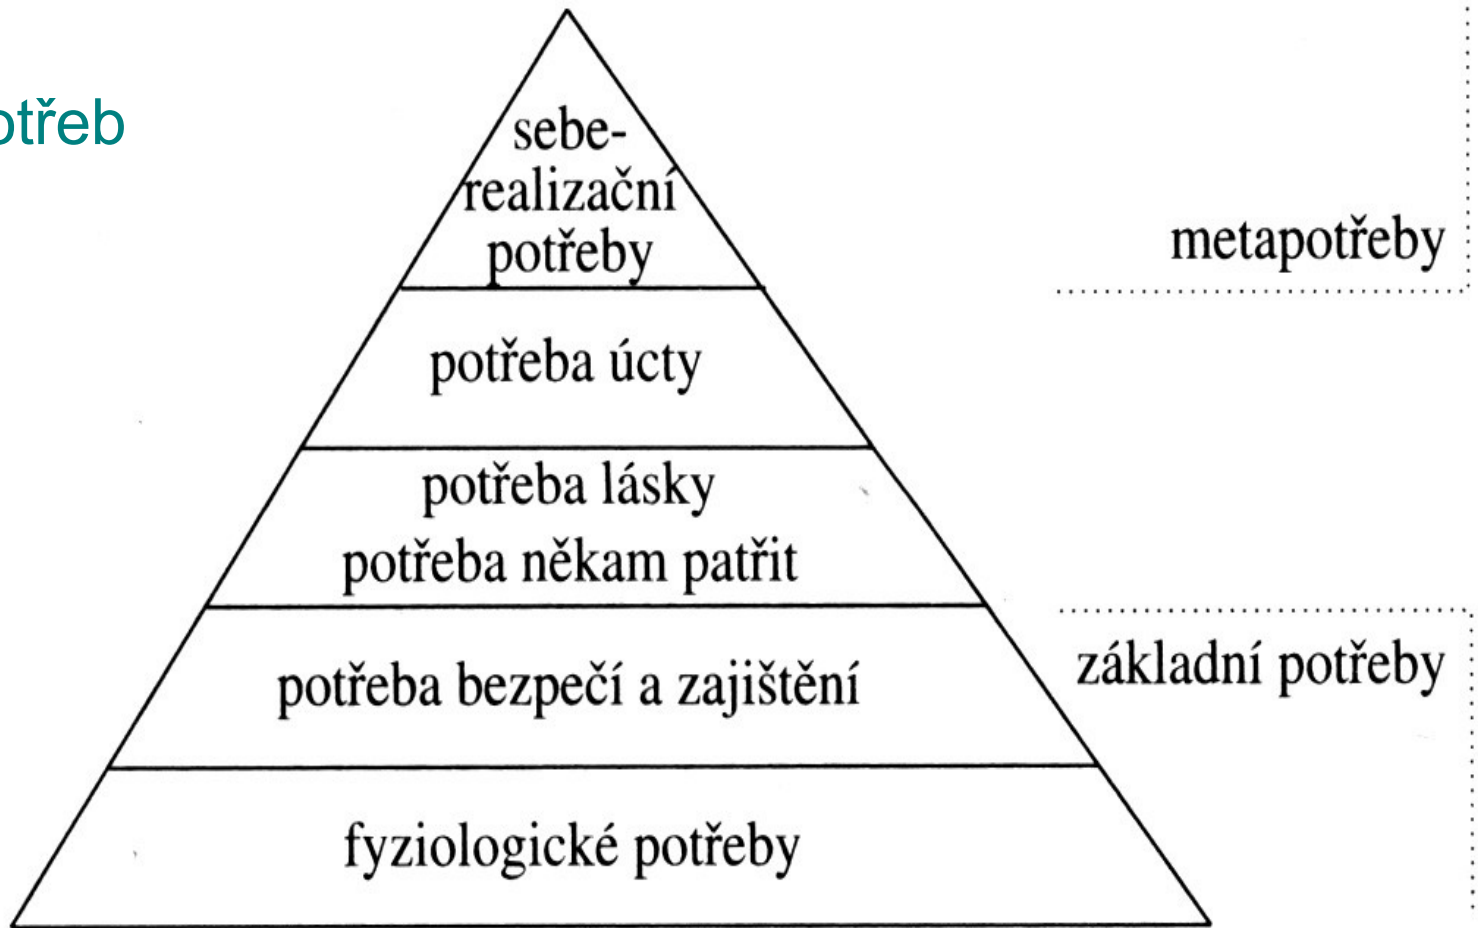 otřeb
sebe-
realizační
potřeby
metapotřeby
potřeba úcty
potřeba lásky
potřeba někam patřit
základní potřeby
potřeba bezpečí a zajištění
fyziologické potřeby